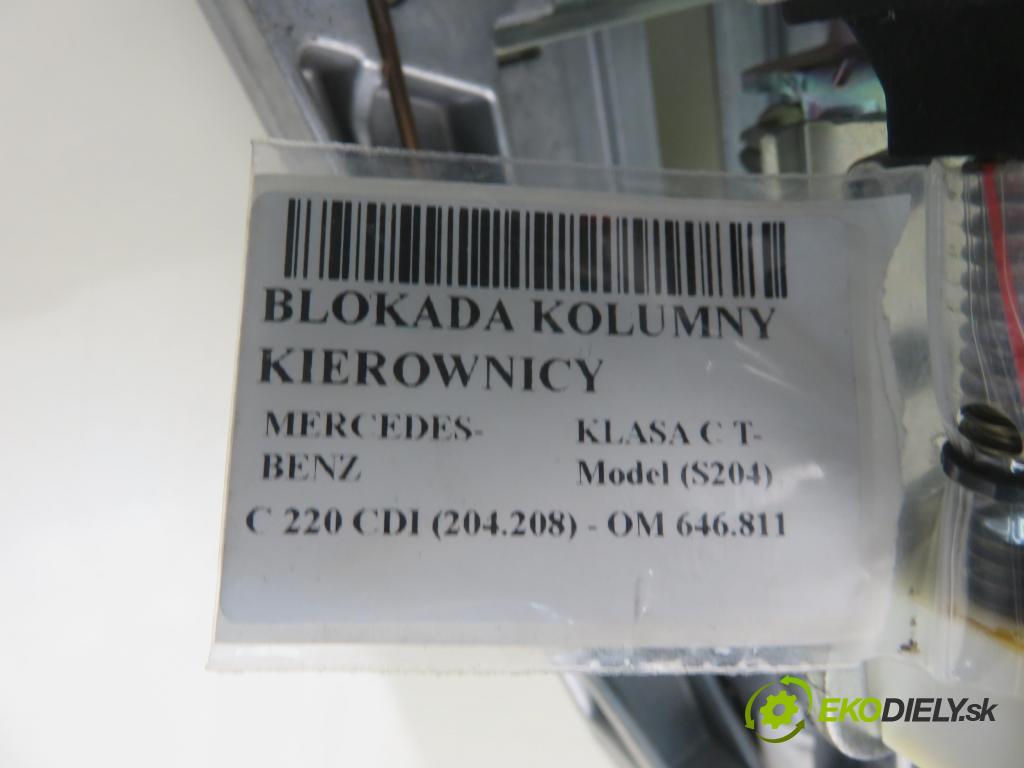 BLOKADA KOLUMNY
KIEROWNICY
MERCEDES-
BENZ
KLASA C T-
Model (S204)
C 220 CDI (204.208) - OM 646.811
EKODIELY.sk